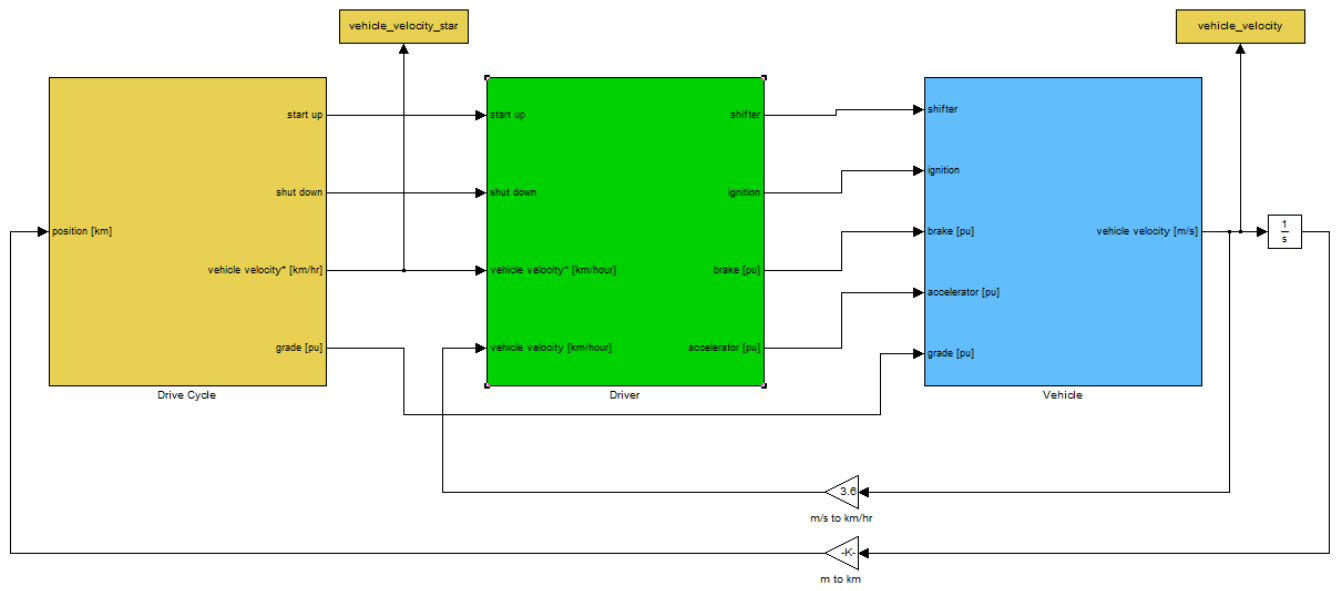 vehicle_velocity_star
vehicle_velocity
start up
shut down
position [km]
vehicle velocity* [km/hr]
grade [pu]
Drive Cycle
start up
shut down
vehicle velocity* [km/hour]
vehicle velocity [km/hour]
shifter
ignition
brake [pu]
accelerator [pu]
Driver
shifter
ignition
brake [pu]
accelerator [pu]
grade [pu]
vehicle velocity [m/s]
Vehicle
1
s
3.6
m/s to km/hr
-K-
m to km